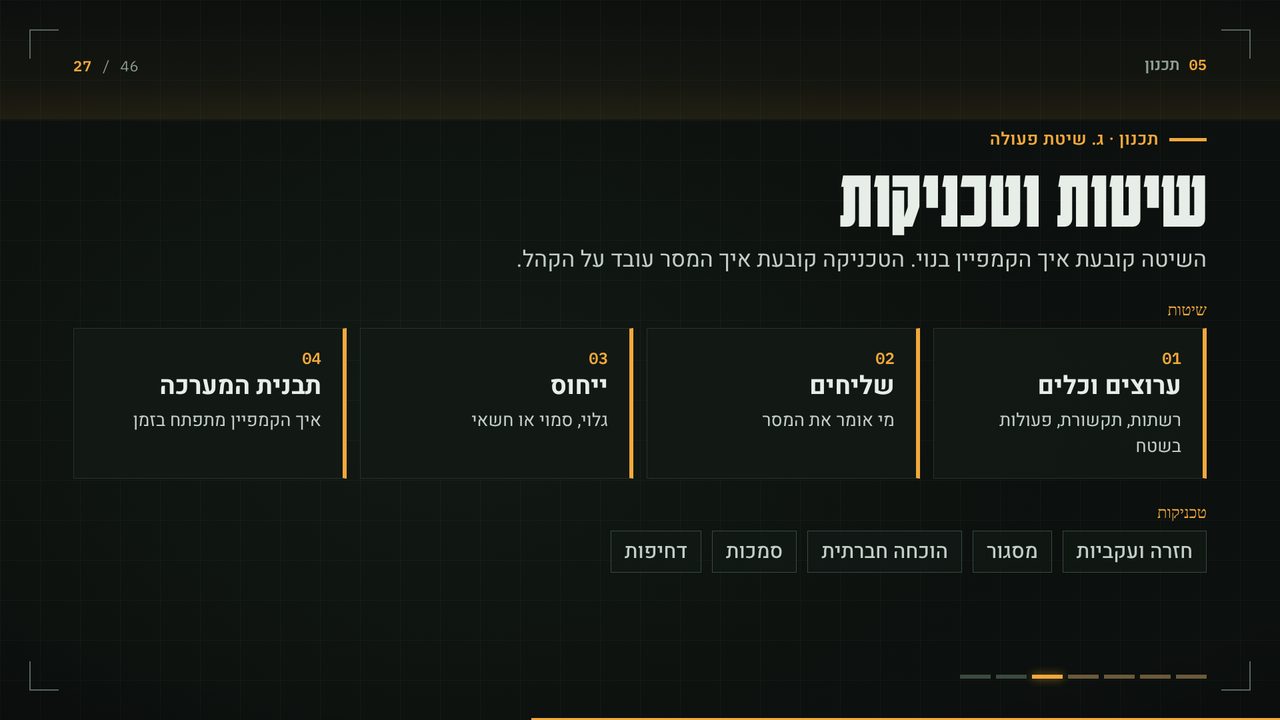 05 תכנון
27 / 46
תכנון · ג. שיטת פעולה
שיטות וטכניקות
השיטה קובעת איך הקמפיין בנוי. הטכניקה קובעת איך המסר עובד על הקהל.
שיטות
01
ערוצים וכלים
רשתות, תקשורת, פעולות
בשטח
02
שליחים
מי אומר את המסר
03
ייחוס
גלוי, סמוי או חשאי
04
תבנית המערכה
איך הקמפיין מתפתח בזמן
טכניקות
חזרה ועקביות
מסגור
הוכחה חברתית
סמכות
דחיפות